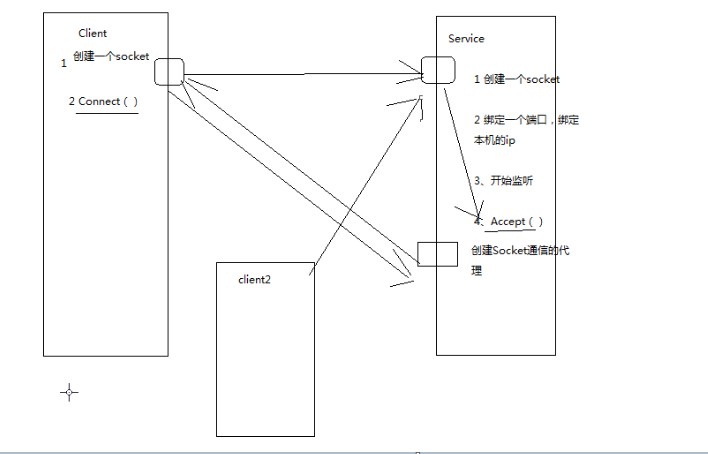 Client
1 创建一个socket
2 Connect（）
Service
1 创建一个socket
2 绑定一个端口，绑定
本机的ip
3、开始监听
4、Accept（）
创建Socket通信的代
理
client2